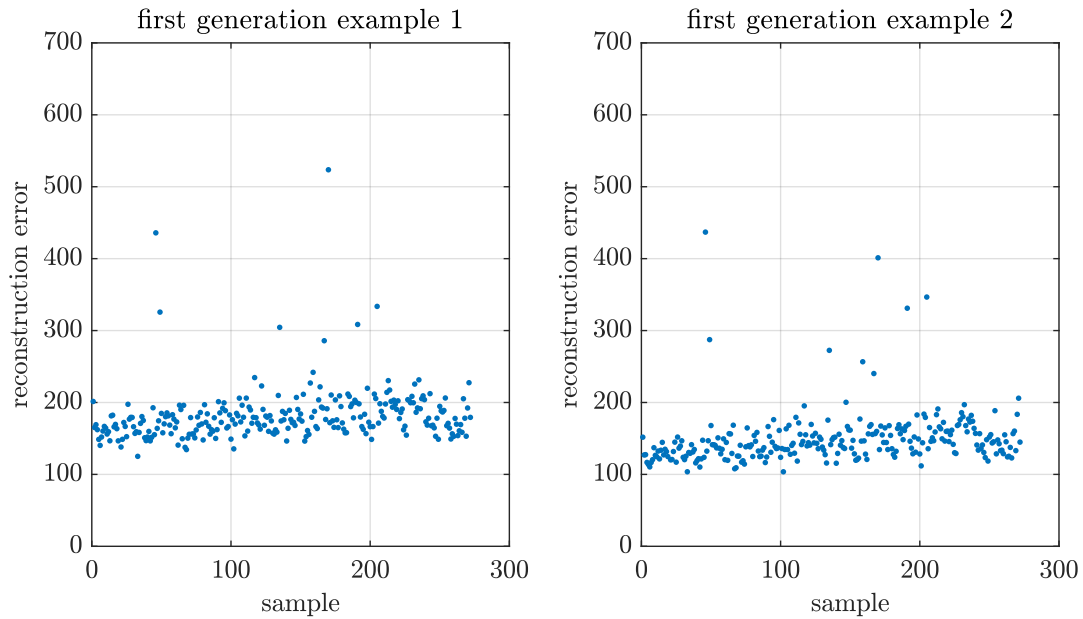 first generation example 1
700
600
500
400
300
200
100
0
reconstruction error
0 100 200 300
sample
first generation example 2
700
600
500
400
300
200
100
0
reconstruction error
0 100 200 300
sample